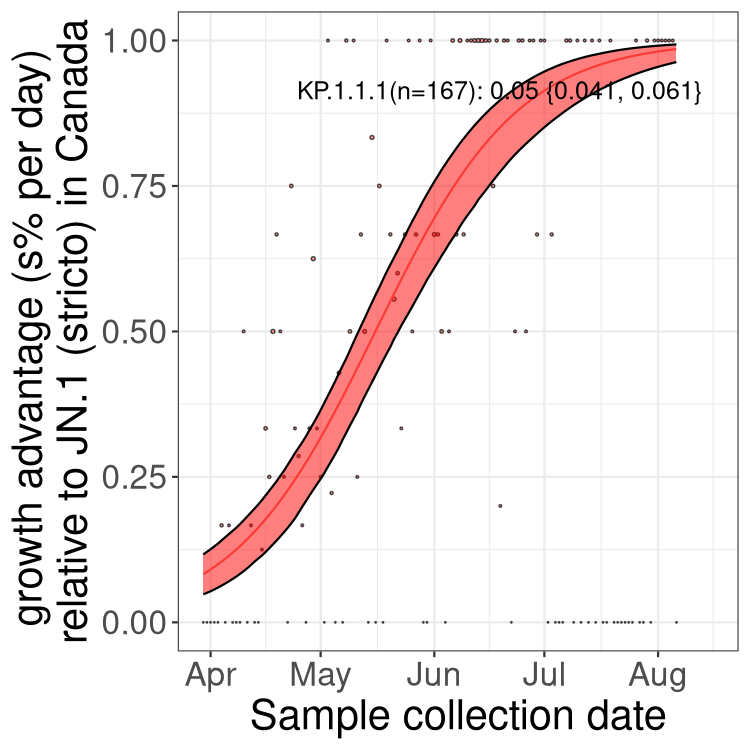 growth advantage (s% per day)
relative to JN.1 (stricto) in Canada
1.00
0.75
0.50
0.25
0.00
KP.1.1.1(n=167): 0.05 {0.041, 0.061}
Apr May Jun Jul Aug
Sample collection date